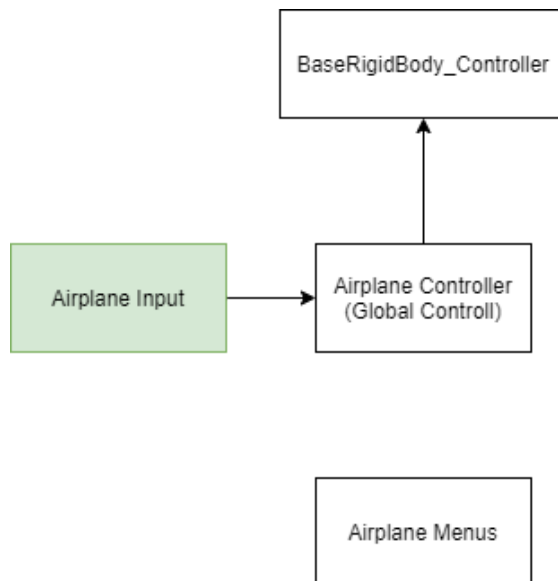 BaseRigidBody_Controller
Airplane Input
Airplane Controller
(Global Controll)
Airplane Menus